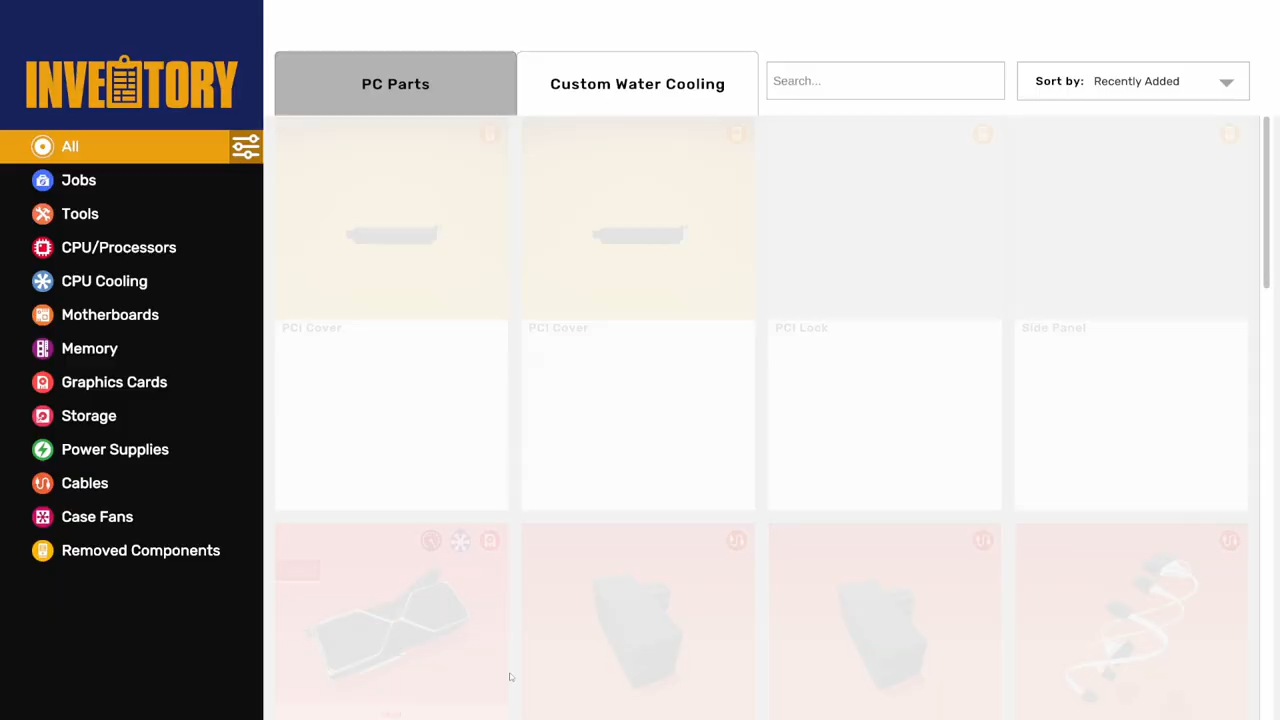 INVENTORY
PC Parts
Custom Water Cooling
Search...
Sort by: Recently Added
All
Jobs
Tools
CPU/Processors
CPU Cooling
Motherboards
Memory
Graphics Cards
Storage
Power Supplies
Cables
Case Fans
Removed Components
PCI Cover
PCI Cover
PCI Lock
Side Panel